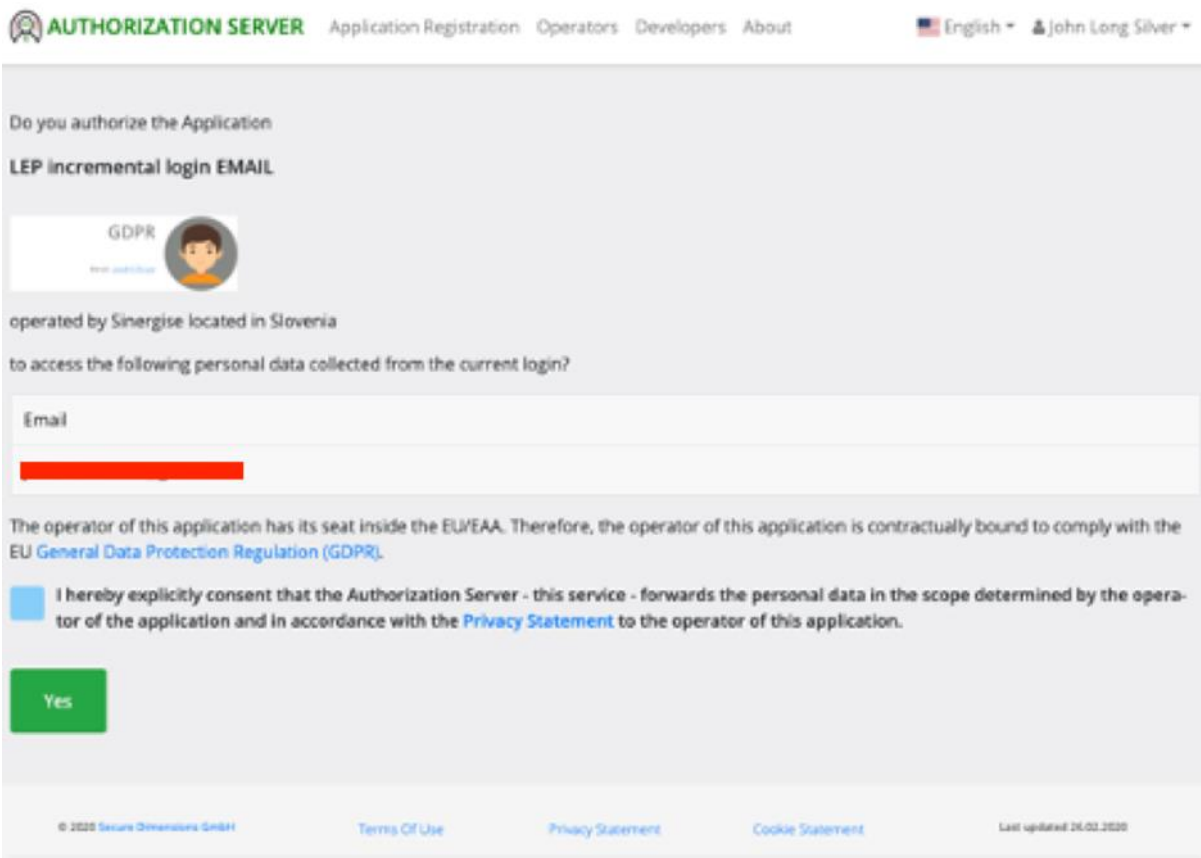 AUTHORIZATION SERVER Application Registration Operators Developers About English John Long Silver
Do you authorize the Application
LEP incremental login EMAIL
GDPR
operated by Sinergise located in Slovenia
to access the following personal data collected from the current login?
Email
The operator of this application has its seat inside the EU/EAA. Therefore, the operator of this application is contractually bound to comply with the
EU General Data Protection Regulation (GDPR).
I hereby explicitly consent that the Authorization Server - this service - forwards the personal data in the scope determined by the opera-
tor of the application and in accordance with the Privacy Statement to the operator of this application.
Yes
© 2020 Secure Dimensions GmbH Terms Of Use Privacy Statement Cookie Statement Last updated 26.02.2020